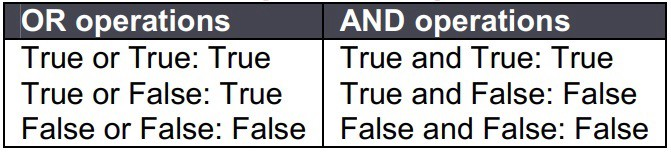 OR operations AND operations
True or True: True True and True: True
True or False: True True and False: False
False or False: False False and False: False